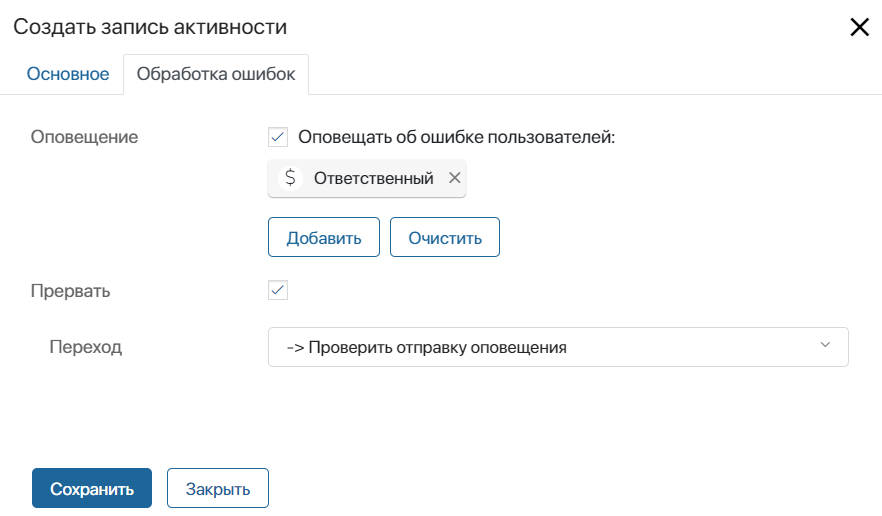 Создать запись активности
Основное
Обработка ошибок
Оповещение
Оповещать об ошибке пользователей:
$ Ответственный
Добавить
Очистить
Прервать
Переход
-> Проверить отправку оповещения
Сохранить
Закрыть